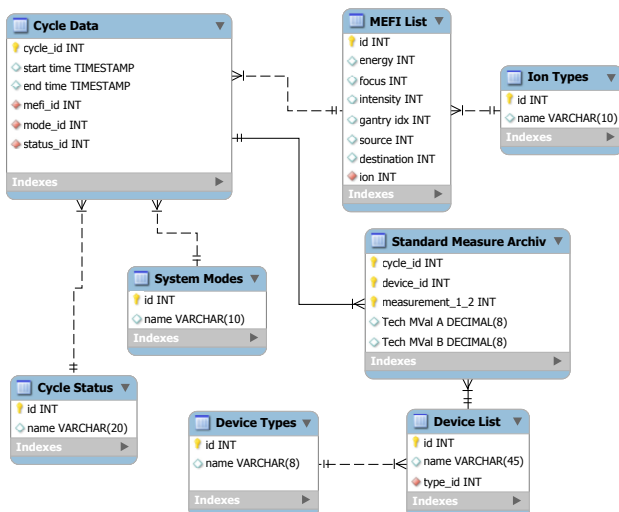 Cycle Data
cycle_id INT
start time TIMESTAMP
end time TIMESTAMP
mefi_id INT
mode_id INT
status_id INT
Indexes
MEFI List
id INT
energy INT
focus INT
intensity INT
gantry idx INT
source INT
destination INT
ion INT
Indexes
Ion Types
id INT
name VARCHAR(10)
Indexes
System Modes
id INT
name VARCHAR(10)
Indexes
Standard Measure Archiv
cycle_id INT
device_id INT
measurement_1_2 INT
Tech MVal A DECIMAL(8)
Tech MVal B DECIMAL(8)
Indexes
Cycle Status
id INT
name VARCHAR(20)
Indexes
Device Types
id INT
name VARCHAR(8)
Indexes
Device List
id INT
name VARCHAR(45)
type_id INT
Indexes